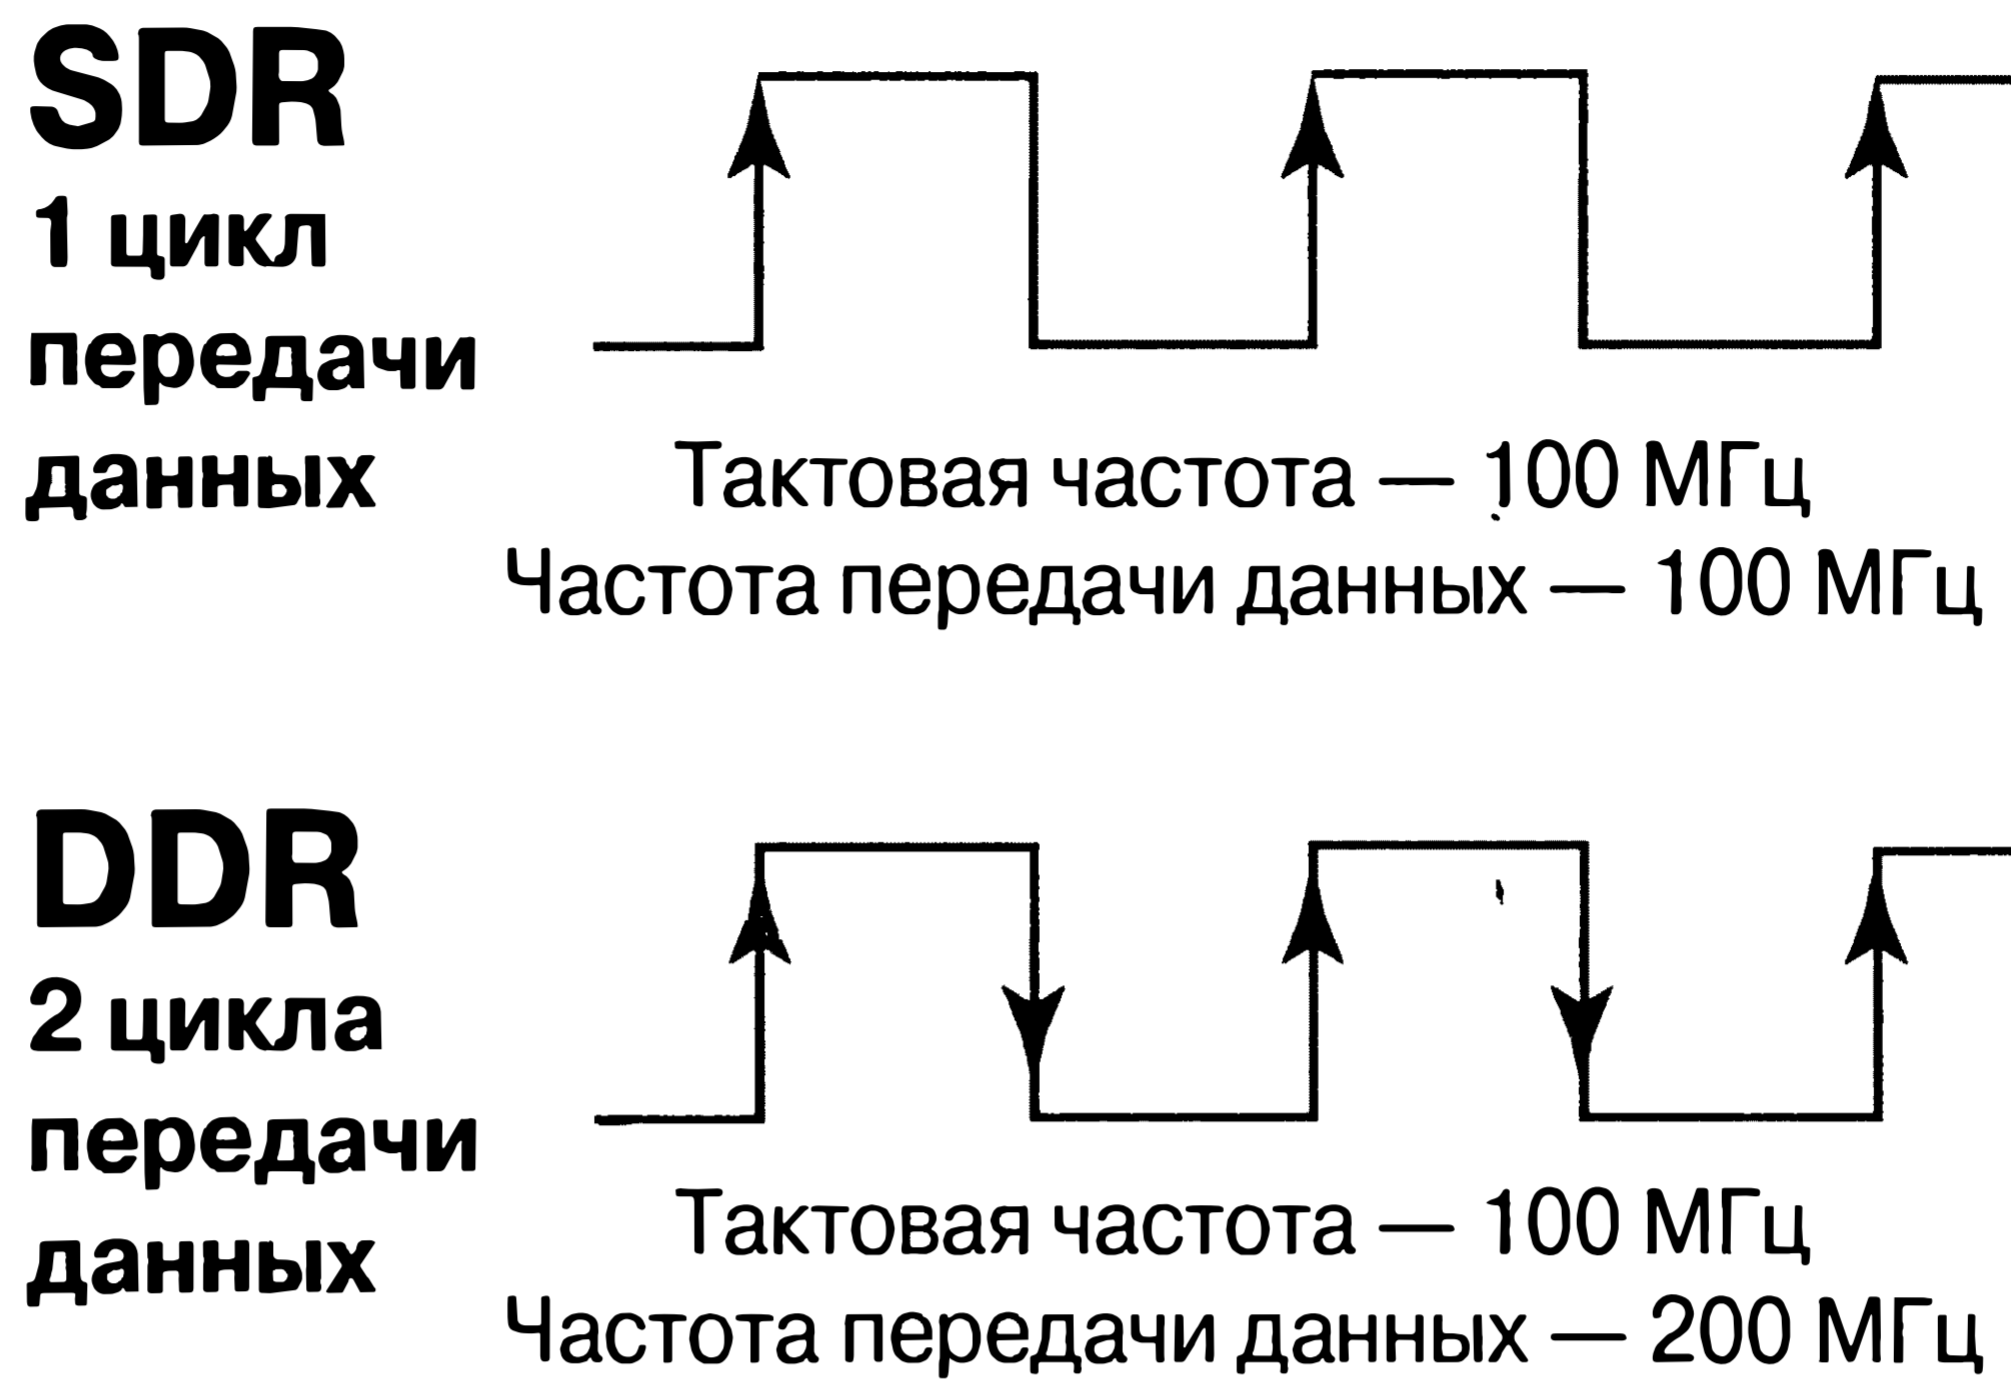 SDR
1 цикл
передачи
данных
Тактовая частота — 100 МГц
Частота передачи данных — 100 МГц
DDR
2 цикла
передачи
данных
Тактовая частота — 100 МГц
Частота передачи данных — 200 МГц